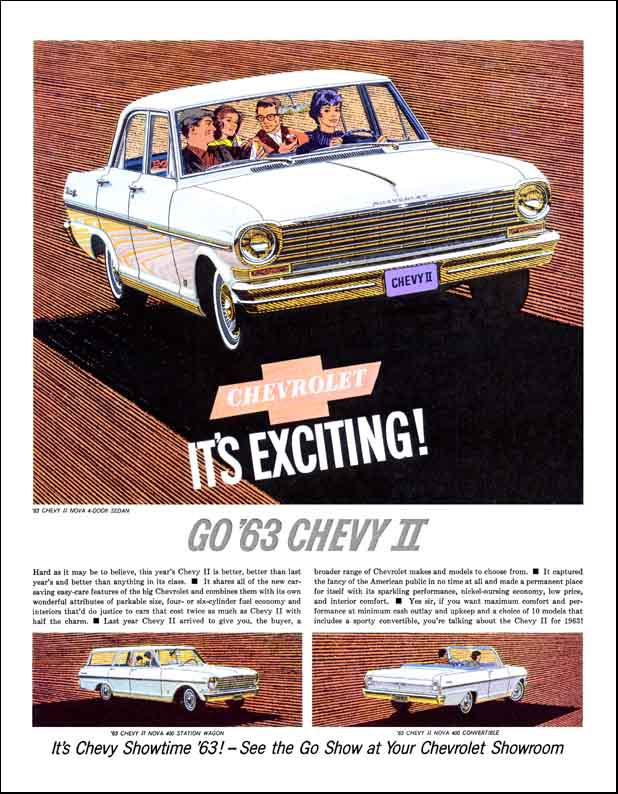 CHEVROLET
CHEVY II
CHEVROLET
IT'S EXCITING!
'63 CHEVY II NOVA 4-DOOR SEDAN
GO '63 CHEVY II
Hard as it may be to believe, this year's Chevy II is better, better than last
year's and better than anything in its class. ■ It shares all of the new car-
saving easy-care features of the big Chevrolet and combines them with its own
wonderful attributes of parkable size, four- or six-cylinder fuel economy and
interiors that'd do justice to cars that cost twice as much as Chevy II with
half the charm. ■ Last year Chevy II arrived to give you, the buyer, a
broader range of Chevrolet makes and models to choose from. ■ It captured
the fancy of the American public in no time at all and made a permanent place
for itself with its sparkling performance, nickel-nursing economy, low price,
and interior comfort. ■ Yes sir, if you want maximum comfort and per-
formance at minimum cash outlay and upkeep and a choice of 10 models that
includes a sporty convertible, you're talking about the Chevy II for 1963!
'63 CHEVY II NOVA 400 STATION WAGON
'63 CHEVY II NOVA 400 CONVERTIBLE
It's Chevy Showtime '63! – See the Go Show at Your Chevrolet Showroom